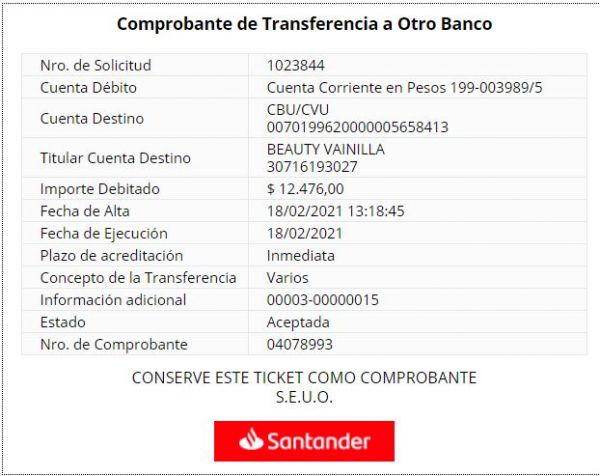 Comprobante de Transferencia a Otro Banco
Nro. de Solicitud 1023844
Cuenta Débito Cuenta Corriente en Pesos 199-003989/5
Cuenta Destino CBU/CVU
0070199620000005658413
Titular Cuenta Destino BEAUTY VAINILLA
30716193027
Importe Debitado $ 12.476,00
Fecha de Alta 18/02/2021 13:18:45
Fecha de Ejecución 18/02/2021
Plazo de acreditación Inmediata
Concepto de la Transferencia Varios
Información adicional 00003-00000015
Estado Aceptada
Nro. de Comprobante 04078993
CONSERVE ESTE TICKET COMO COMPROBANTE
S.E.U.O.
Santander